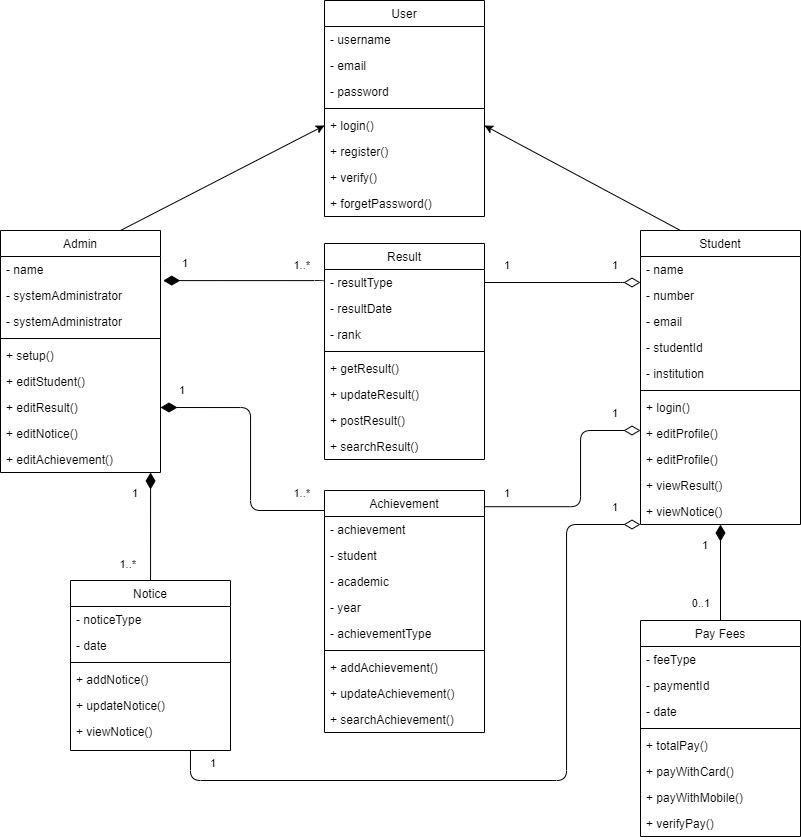 User
- username
- email
- password
+ login()
+ register()
+ verify()
+ forgetPassword()
Admin
- name
- systemAdministrator
- systemAdministrator
+ setup()
+ editStudent()
+ editResult()
+ editNotice()
+ editAchievement()
1
1..*
Result
- resultType
- resultDate
- rank
+ getResult()
+ updateResult()
+ postResult()
+ searchResult()
1
1
Student
- name
- number
- email
- studentId
- institution
+ login()
+ editProfile()
+ editProfile()
+ viewResult()
+ viewNotice()
1
1..*
1
1
Achievement
- achievement
- student
- academic
- year
- achievementType
+ addAchievement()
+ updateAchievement()
+ searchAchievement()
1
1
1..*
Notice
- noticeType
- date
+ addNotice()
+ updateNotice()
+ viewNotice()
1
1
0..1
Pay Fees
- feeType
- paymentId
- date
+ totalPay()
+ payWithCard()
+ payWithMobile()
+ verifyPay()